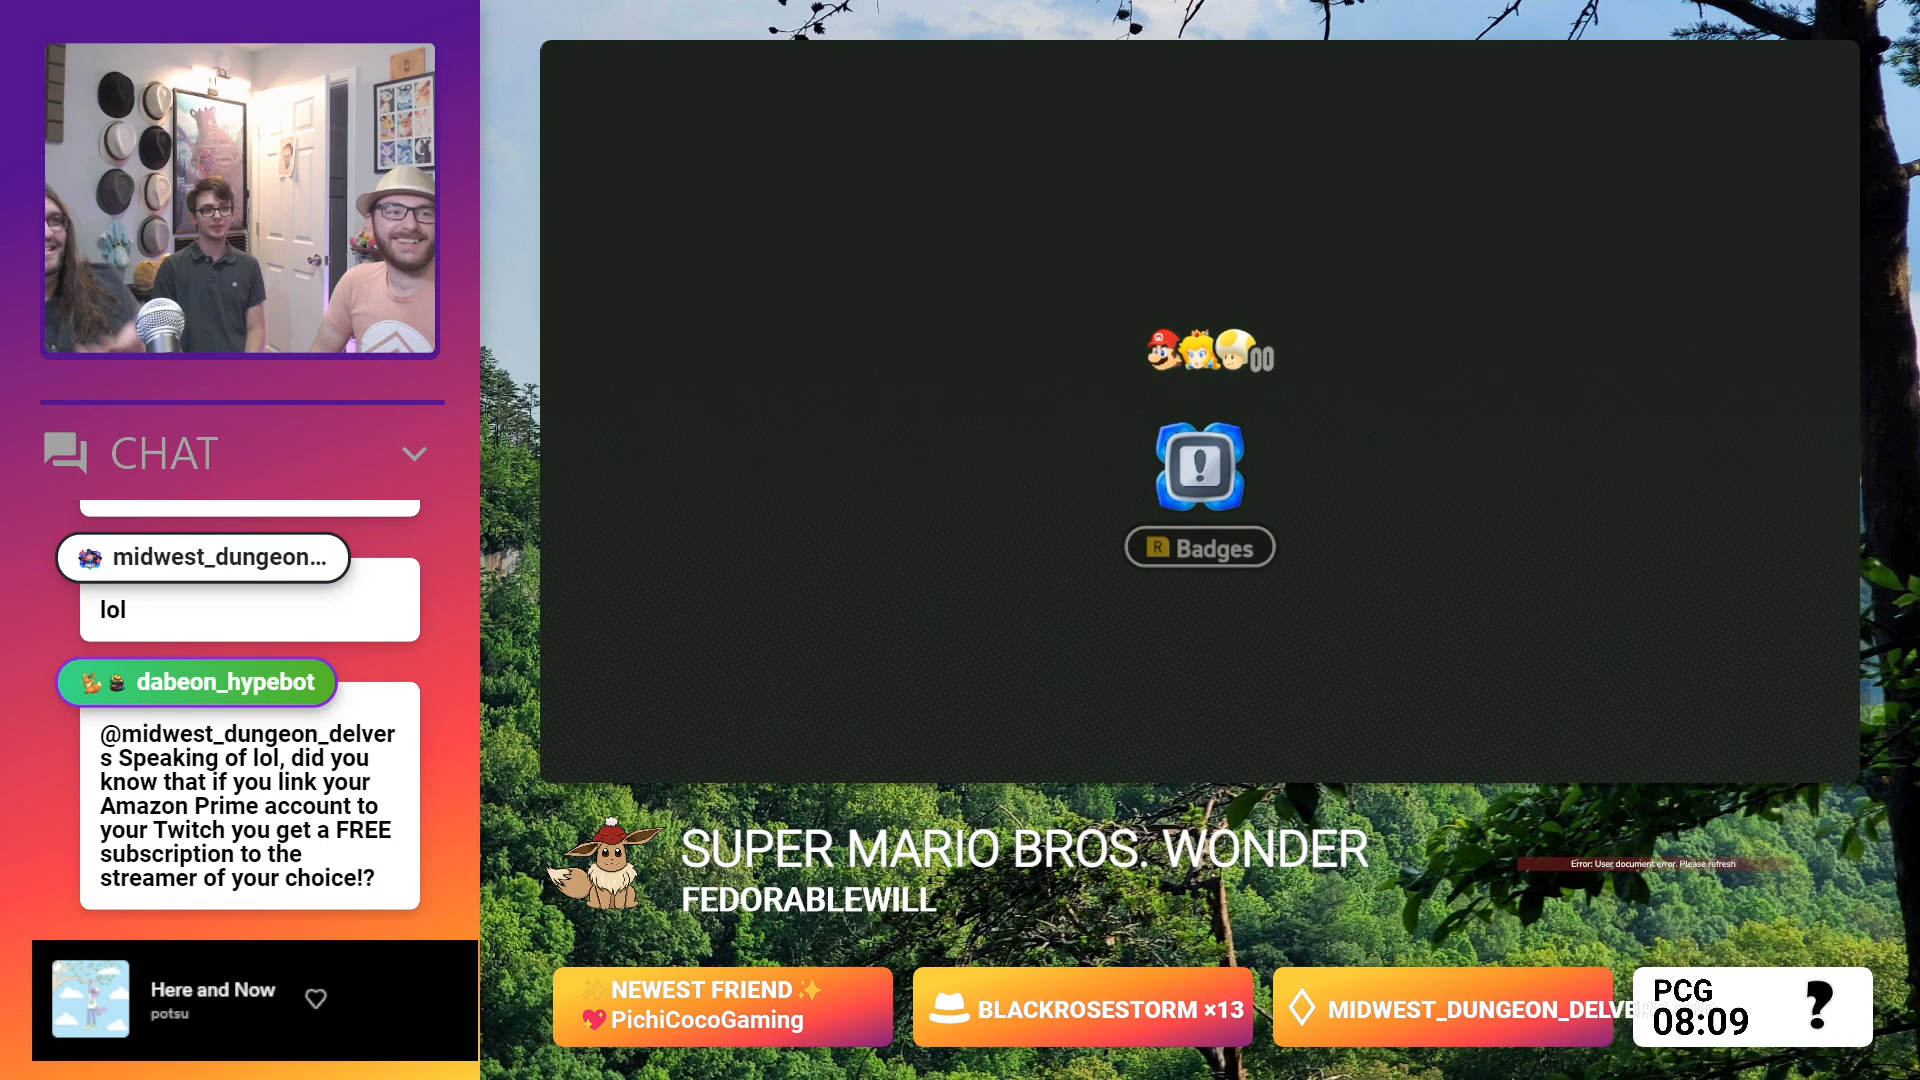 CHAT
midwest_dungeon...
lol
dabeon_hypebot
@midwest_dungeon_delver
s Speaking of lol, did you
know that if you link your
Amazon Prime account to
your Twitch you get a FREE
subscription to the
streamer of your choice!?
Here and Now
potsu
00
!
R Badges
SUPER MARIO BROS. WONDER
FEDORABLEWILL
Error: User document error. Please refresh
NEWEST FRIEND
PichiCocoGaming
BLACKROSESTORM ×13
MIDWEST_DUNGEON_DELVE
PCG
08:09
?